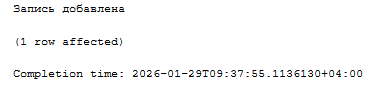 Запись добавлена
(1 row affected)
Completion time: 2026-01-29T09:37:55.1136130+04:00